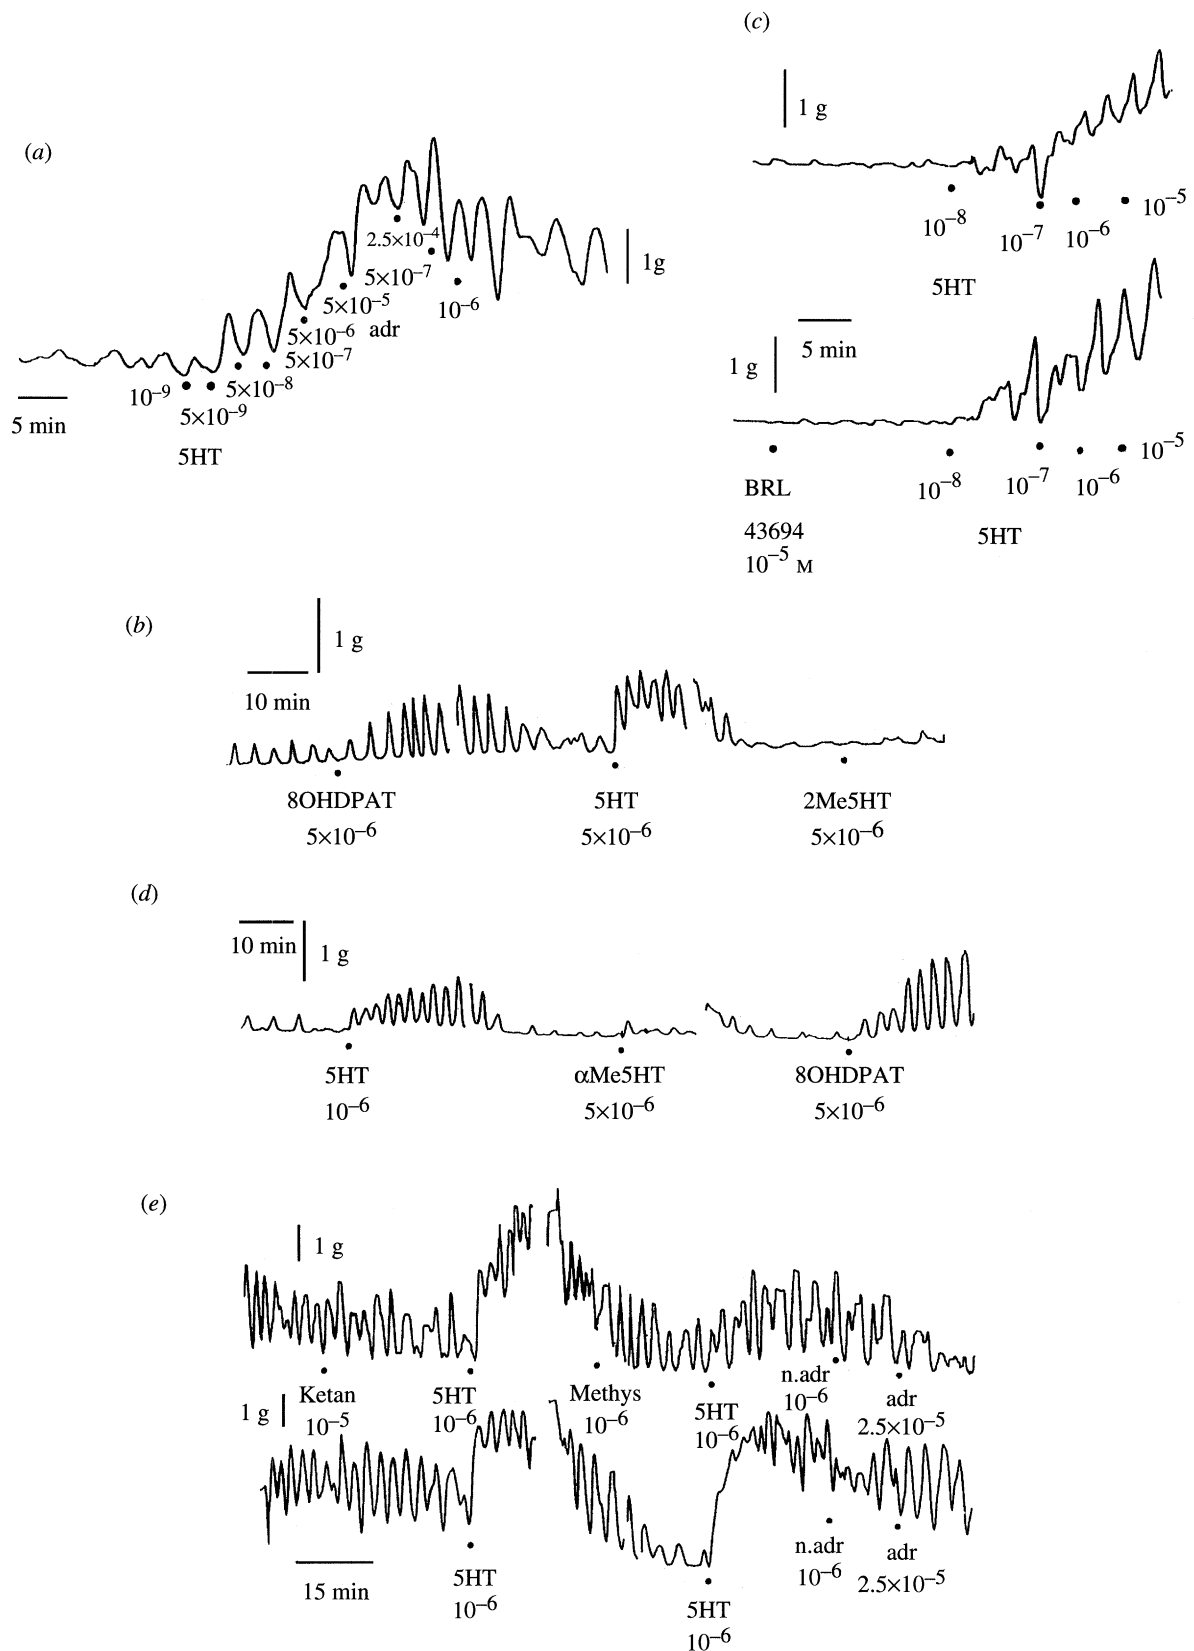 (a)
2.5×10–4
5×10–7
10–6
5×10–5
adr
5×10–6
5×10–7
5×10–8
10–9
5×10–9
5HT
5 min
1g
(c)
1 g
10–8
10–7
10–6
10–5
5HT
5 min
1 g
BRL
43694
10–5 M
10–8
10–7
10–6
10–5
5HT
(b)
1 g
10 min
8OHDPAT
5×10–6
5HT
5×10–6
2Me5HT
5×10–6
(d)
10 min
1 g
5HT
10–6
αMe5HT
5×10–6
8OHDPAT
5×10–6
(e)
1 g
Ketan
10–5
5HT
10–6
Methys
10–6
5HT
10–6
n.adr
10–6
adr
2.5×10–5
1 g
15 min
5HT
10–6
5HT
10–6
n.adr
10–6
adr
2.5×10–5